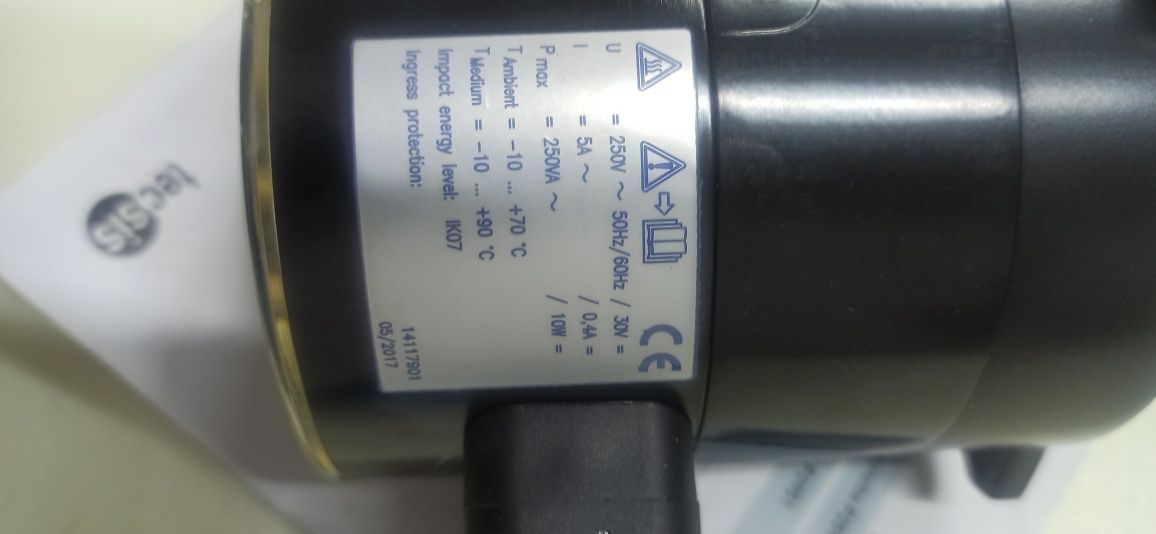 CE
U = 250V ~ 50Hz/60Hz / 30V =
I = 5A ~ / 0,4A =
P max = 250VA ~ / 10W =
T Ambient = -10 ... +70 °C
T Medium = -10 ... +90 °C
Impact energy level: IK07
Ingress protection:
14117901
05/2017
tecsis